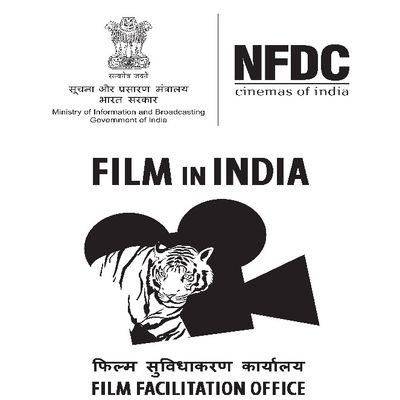 सत्यमेव जयते
सूचना और प्रसारण मंत्रालय
भारत सरकार
Ministry of Information and Broadcasting
Government of India
NFDC
cinemas of india
FILM IN INDIA
फिल्म सुविधाकरण कार्यालय
FILM FACILITATION OFFICE